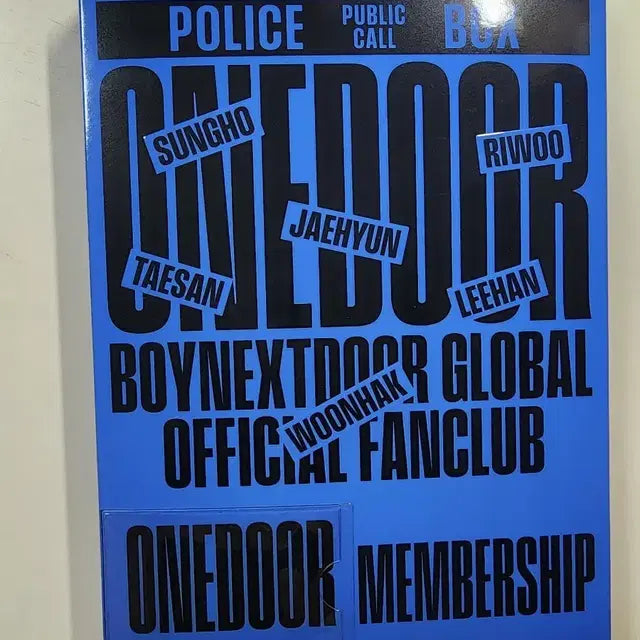 POLICE PUBLIC CALL BOX
ONEDOOR
SUNGHO
RIWOO
JAEHYUN
TAESAN
LEEHAN
BOYNEXTDOOR GLOBAL
WOONHAK
OFFICIAL FANCLUB
ONEDOOR MEMBERSHIP